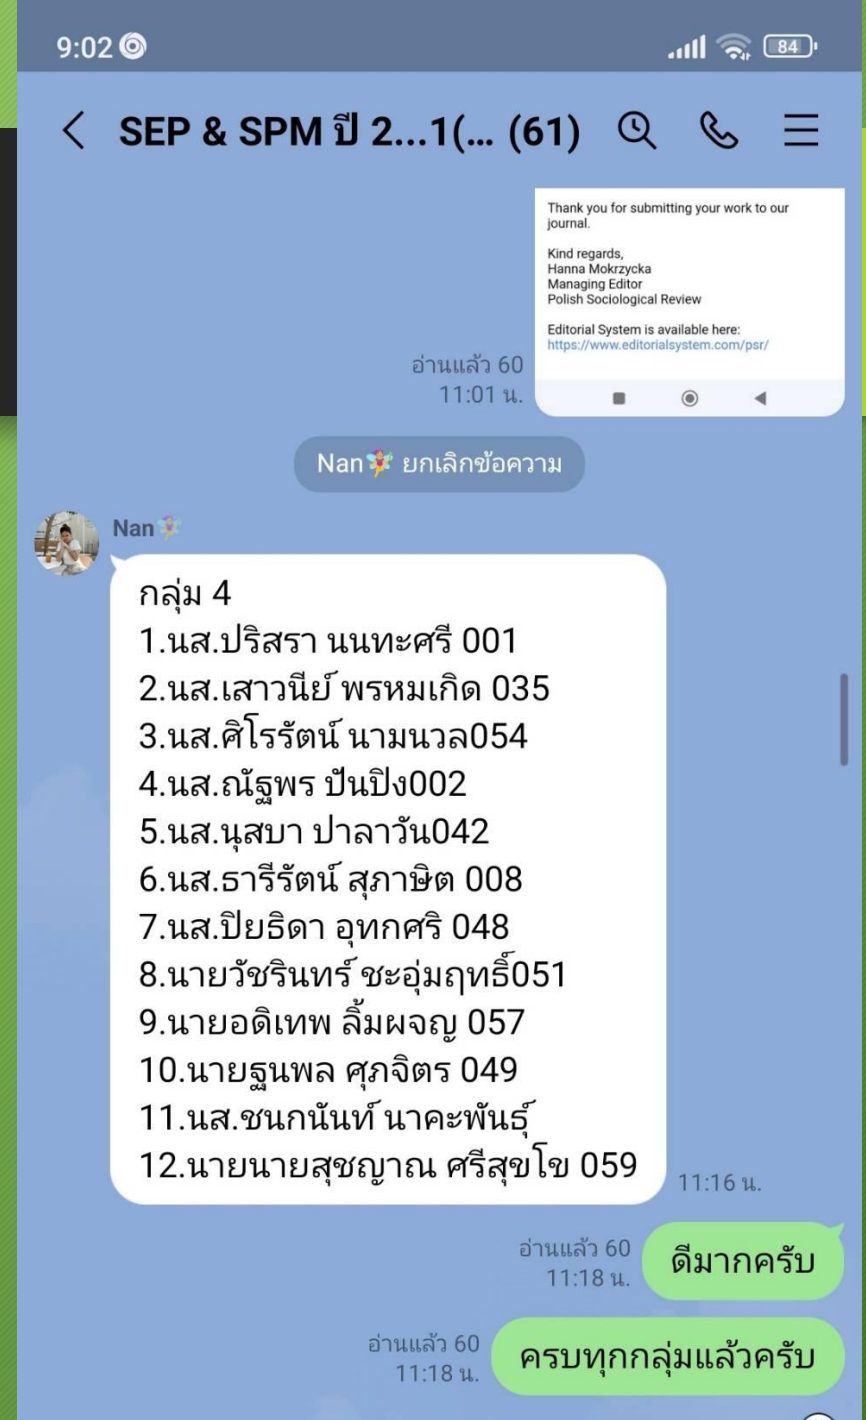 9:02
84
SEP & SPM ปี 2...1(... (61)
Thank you for submitting your work to our
journal.
Kind regards,
Hanna Mokrzycka
Managing Editor
Polish Sociological Review
Editorial System is available here:
https://www.editorialsystem.com/psr/
อ่านแล้ว 60
11:01 น.
Nan🧚 ยกเลิกข้อความ
Nan🧚
กลุ่ม 4
1.นส.ปริสรา นนทะศรี 001
2.นส.เสาวนีย์ พรหมเกิด 035
3.นส.ศิโรรัตน์ นามนวล054
4.นส.ณัฐพร ปันปิง002
5.นส.นุสบา ปาลาวัน042
6.นส.ธารีรัตน์ สุภาษิต 008
7.นส.ปิยธิดา อุทกศริ 048
8.นายวัชรินทร์ ชะอุ่มฤทธิ์051
9.นายอดิเทพ ลิ้มผจญ 057
10.นายฐนพล ศุภจิตร 049
11.นส.ชนกนันท์ นาคะพันธุ์
12.นายนายสุชญาณ ศรีสุขโข 059
11:16 น.
อ่านแล้ว 60
11:18 น.
ดีมากครับ
อ่านแล้ว 60
11:18 น.
ครบทุกกลุ่มแล้วครับ